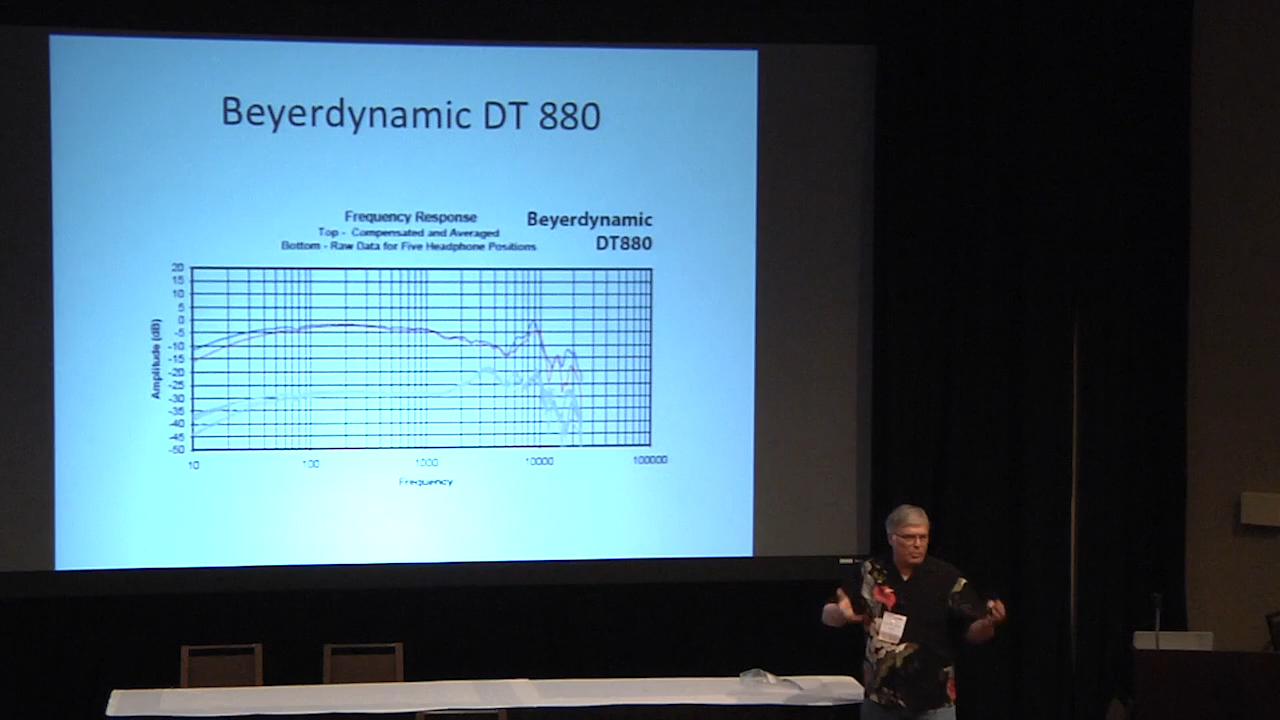 Beyerdynamic DT 880
Frequency Response
Beyerdynamic
Top - Compensated and Averaged
DT880
Bottom - Raw Data for Five Headphone Positions
20
15
10
5
0
-5
-10
-15
-20
-25
-30
-35
-40
-45
-50
Amplitude (dB)
10 100 1000 10000 100000
Frequency